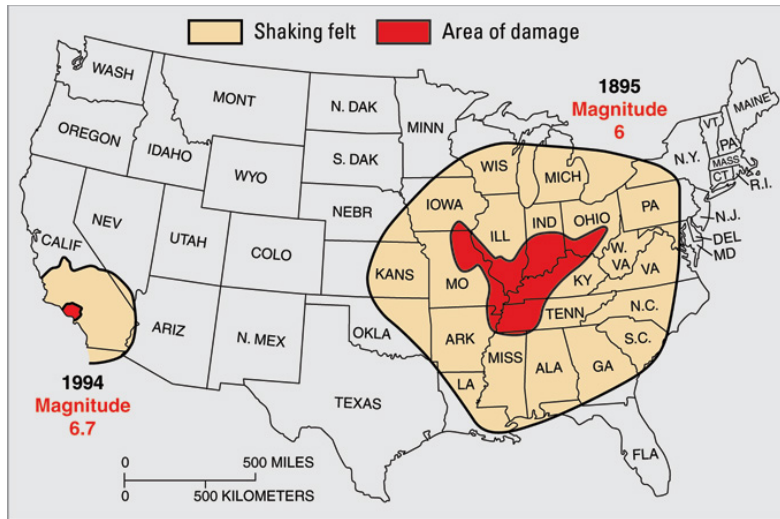 Shaking felt
Area of damage
WASH
MONT
N. DAK
MINN
1895
Magnitude
6
MAINE
OREGON
IDAHO
WYO
S. DAK
WIS
MICH
N.Y.
VT
PA
MASS
CT
R.I.
NEV
NEBR
IOWA
ILL
IND
OHIO
PA
N.J.
DEL
MD
CALIF
UTAH
COLO
KANS
MO
KY
W.
VA
VA
ARIZ
N. MEX
OKLA
ARK
TENN
N.C.
S.C.
1994
Magnitude
6.7
TEXAS
LA
MISS
ALA
GA
FLA
0 500 MILES
0 500 KILOMETERS